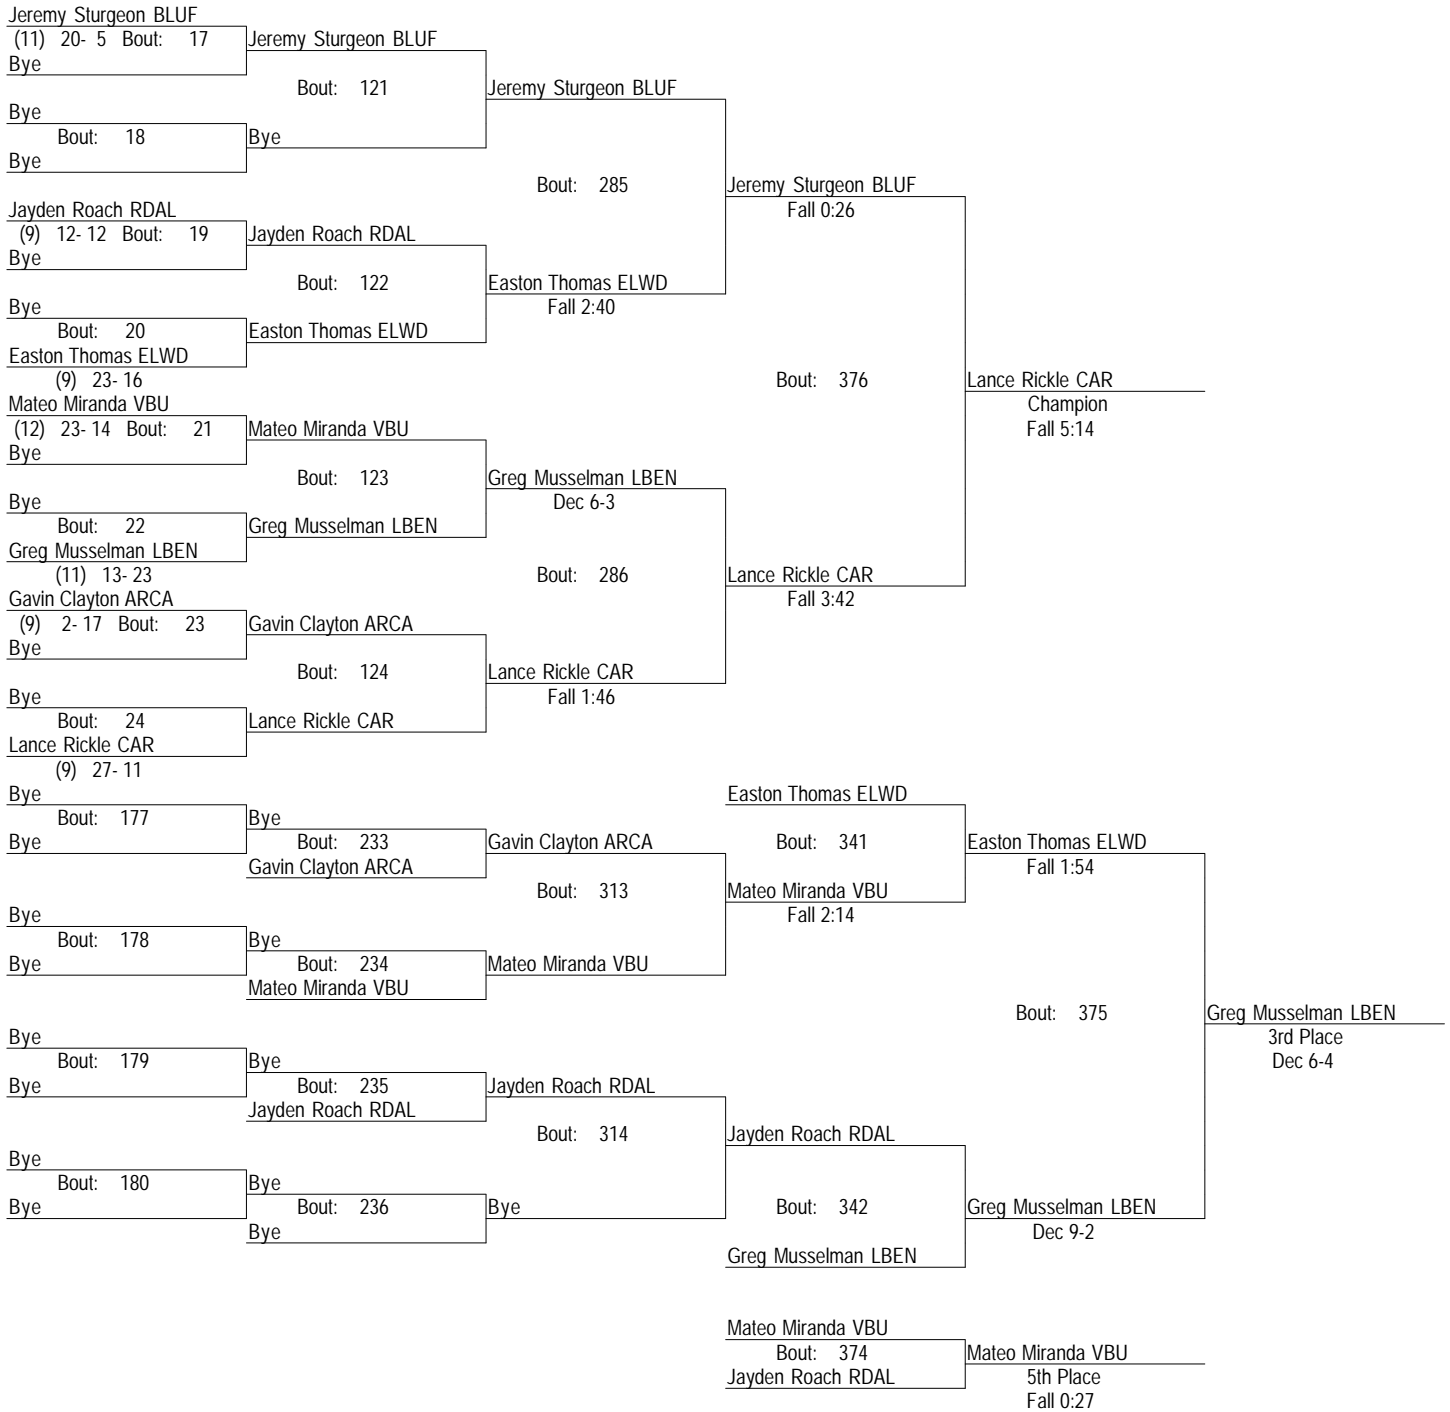 Jeremy Sturgeon BLUF
(11) 20- 5 Bout: 17 Jeremy Sturgeon BLUF
Bye
Bout: 121 Jeremy Sturgeon BLUF
Bye
Bout: 18 Bye
Bye
Bout: 285 Jeremy Sturgeon BLUF
Jayden Roach RDAL Fall 0:26
(9) 12- 12 Bout: 19 Jayden Roach RDAL
Bye
Bout: 122 Easton Thomas ELWD
Bye Fall 2:40
Bout: 20 Easton Thomas ELWD
Easton Thomas ELWD
(9) 23- 16 Bout: 376 Lance Rickle CAR
Mateo Miranda VBU Champion
(12) 23- 14 Bout: 21 Mateo Miranda VBU Fall 5:14
Bye
Bout: 123 Greg Musselman LBEN
Bye Dec 6-3
Bout: 22 Greg Musselman LBEN
Greg Musselman LBEN
(11) 13- 23 Bout: 286 Lance Rickle CAR
Gavin Clayton ARCA Fall 3:42
(9) 2- 17 Bout: 23 Gavin Clayton ARCA
Bye
Bout: 124 Lance Rickle CAR
Bye Fall 1:46
Bout: 24 Lance Rickle CAR
Lance Rickle CAR
(9) 27- 11
Bye Easton Thomas ELWD
Bout: 177 Bye
Bye Bout: 233 Gavin Clayton ARCA Bout: 341 Easton Thomas ELWD
Gavin Clayton ARCA Fall 1:54
Bout: 313 Mateo Miranda VBU
Bye Fall 2:14
Bout: 178 Bye
Bye Bout: 234 Mateo Miranda VBU
Mateo Miranda VBU
Bout: 375 Greg Musselman LBEN
Bye 3rd Place
Bout: 179 Bye Dec 6-4
Bye Bout: 235 Jayden Roach RDAL
Jayden Roach RDAL
Bout: 314 Jayden Roach RDAL
Bye
Bout: 180 Bye
Bye Bout: 236 Bye Bout: 342 Greg Musselman LBEN
Bye Dec 9-2
Greg Musselman LBEN
Mateo Miranda VBU
Bout: 374 Mateo Miranda VBU
Jayden Roach RDAL 5th Place
Fall 0:27